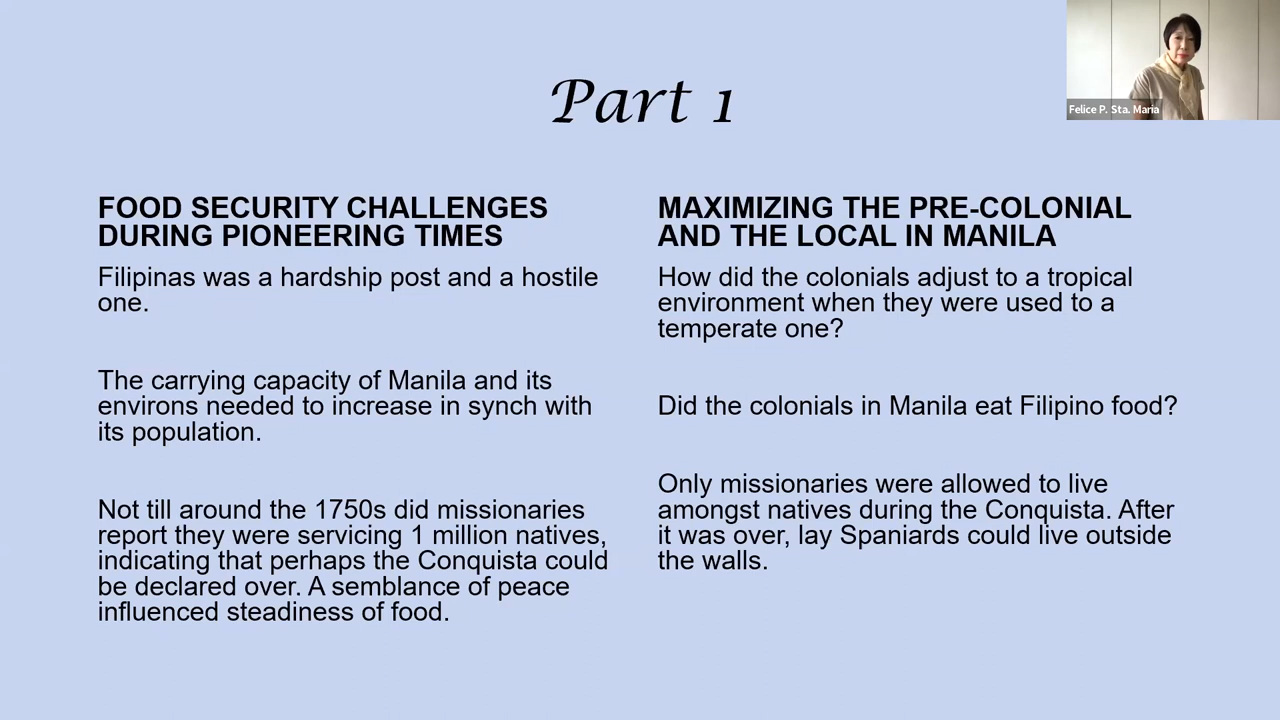 Part 1
FOOD SECURITY CHALLENGES
DURING PIONEERING TIMES
Filipinas was a hardship post and a hostile
one.
The carrying capacity of Manila and its
environs needed to increase in synch with
its population.
Not till around the 1750s did missionaries
report they were servicing 1 million natives,
indicating that perhaps the Conquista could
be declared over. A semblance of peace
influenced steadiness of food.
MAXIMIZING THE PRE-COLONIAL
AND THE LOCAL IN MANILA
How did the colonials adjust to a tropical
environment when they were used to a
temperate one?
Did the colonials in Manila eat Filipino food?
Only missionaries were allowed to live
amongst natives during the Conquista. After
it was over, lay Spaniards could live outside
the walls.
Felice P. Sta. Maria